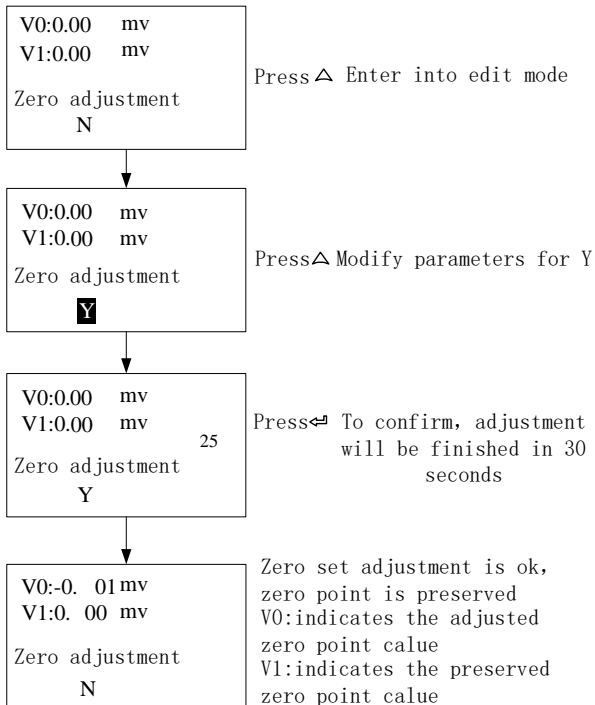 V0:0.00 mv
V1:0.00 mv
Zero adjustment
N
Press△ Enter into edit mode
V0:0.00 mv
V1:0.00 mv
Zero adjustment
Y
Press△ Modify parameters for Y
V0:0.00 mv
V1:0.00 mv
25
Zero adjustment
Y
Press↵ To confirm, adjustment
will be finished in 30
seconds
V0:-0. 01mv
V1:0. 00 mv
Zero adjustment
N
Zero set adjustment is ok,
zero point is preserved
V0:indicates the adjusted
zero point calue
V1:indicates the preserved
zero point calue